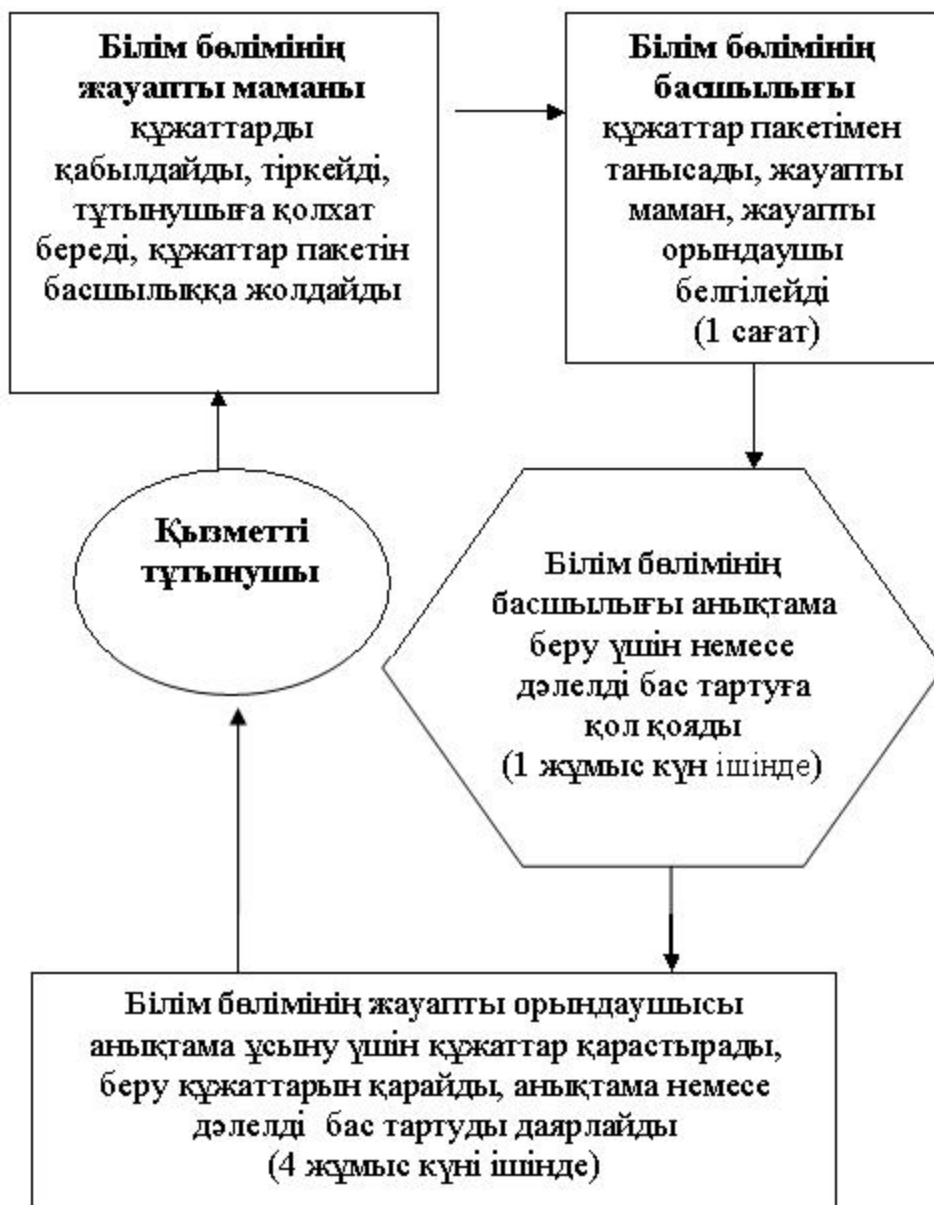 Білім бөлімінің
жауапты маманы
құжаттарды
қабылдайды, тіркейді,
тұтынушыға қолхат
береді, құжаттар пакетін
басшылыққа жолдайды
Білім бөлімінің
басшылығы
құжаттар пакетімен
танысады, жауапты
маман, жауапты
орындаушы
белгілейді
(1 сағат)
Қызметті
тұтынушы
Білім бөлімінің
басшылығы анықтама
беру үшін немесе
дәлелді бас тартуға
қол қояды
(1 жұмыс күн ішінде)
Білім бөлімінің жауапты орындаушысы
анықтама ұсыну үшін құжаттар қарастырады,
беру құжаттарын қарайды, анықтама немесе
дәлелді бас тартуды даярлайды
(4 жұмыс күні ішінде)